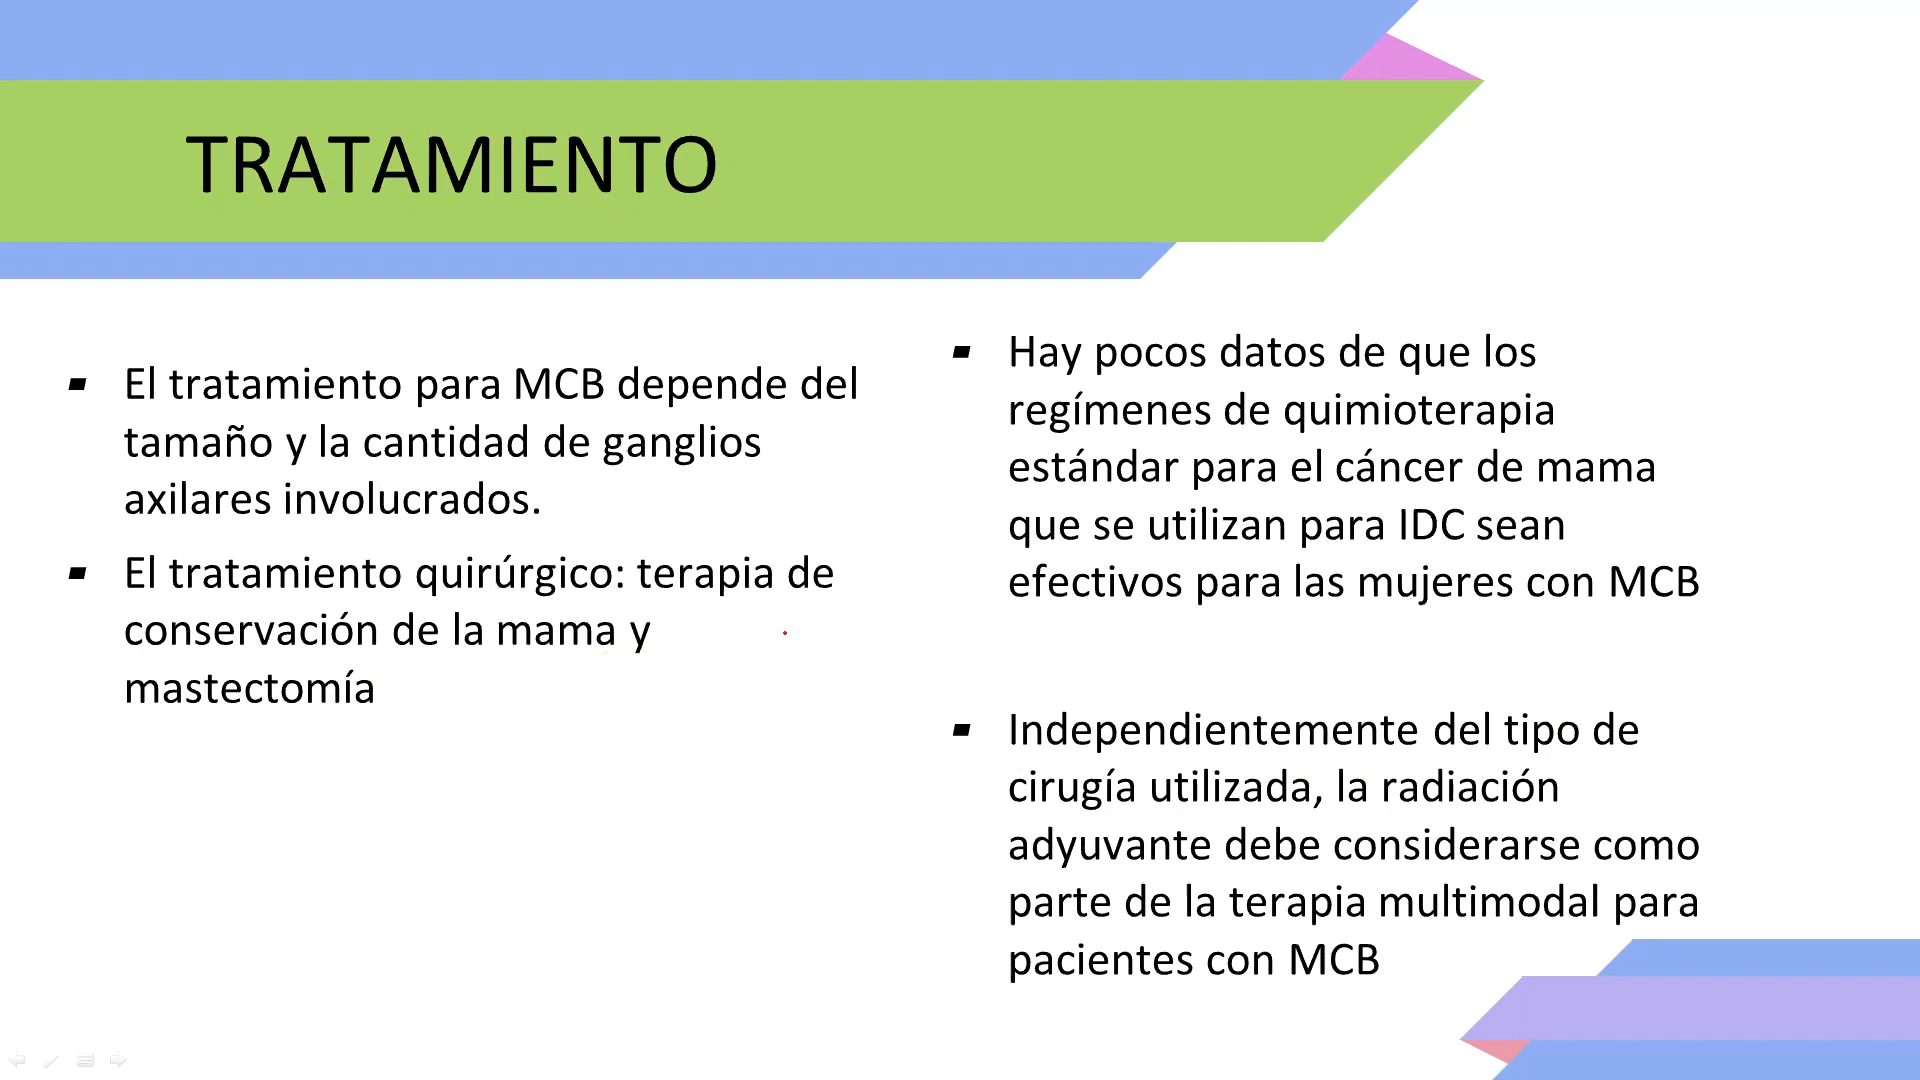 TRATAMIENTO
▪ El tratamiento para MCB depende del
tamaño y la cantidad de ganglios
axilares involucrados.
▪ El tratamiento quirúrgico: terapia de
conservación de la mama y
mastectomía
▪ Hay pocos datos de que los
regímenes de quimioterapia
estándar para el cáncer de mama
que se utilizan para IDC sean
efectivos para las mujeres con MCB
▪ Independientemente del tipo de
cirugía utilizada, la radiación
adyuvante debe considerarse como
parte de la terapia multimodal para
pacientes con MCB